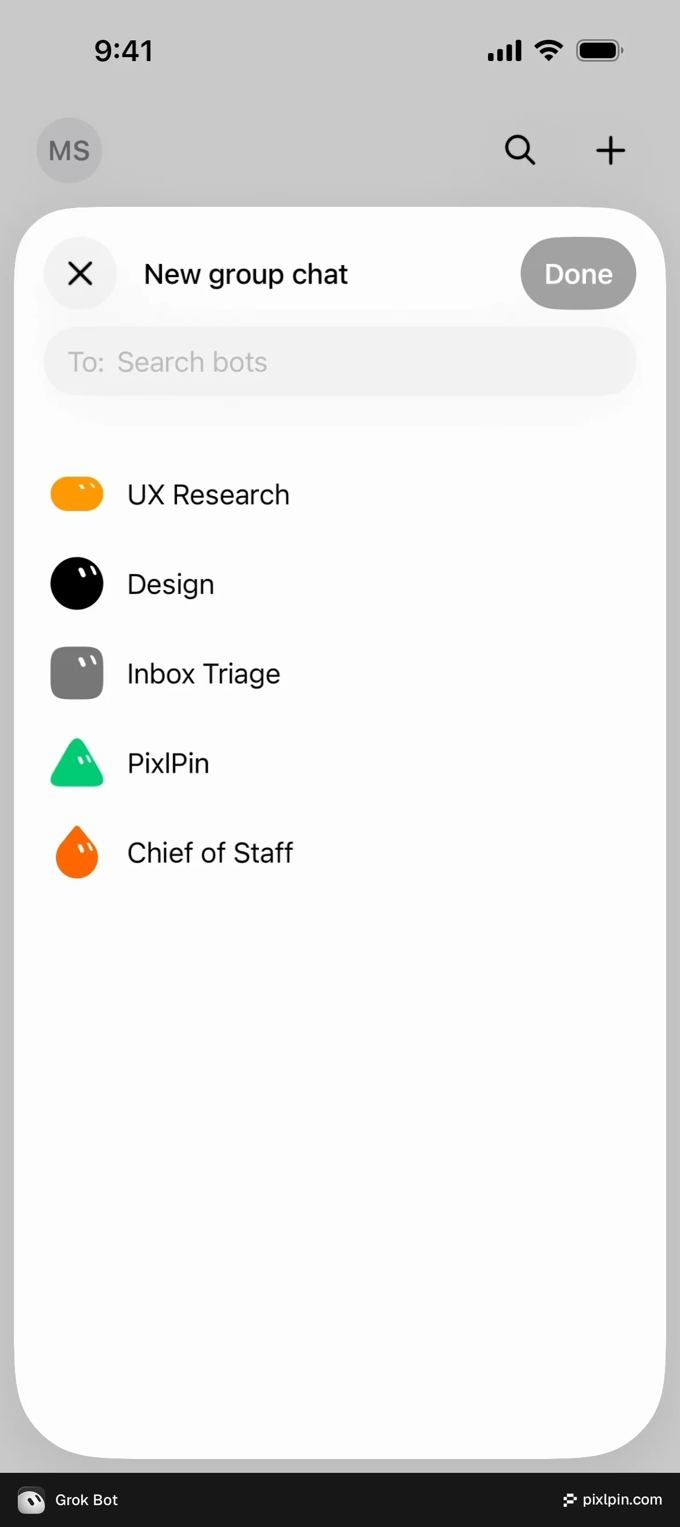 9:41
MS
New group chat
Done
To: Search bots
UX Research
Design
Inbox Triage
PixlPin
Chief of Staff
Grok Bot
pixlpin.com